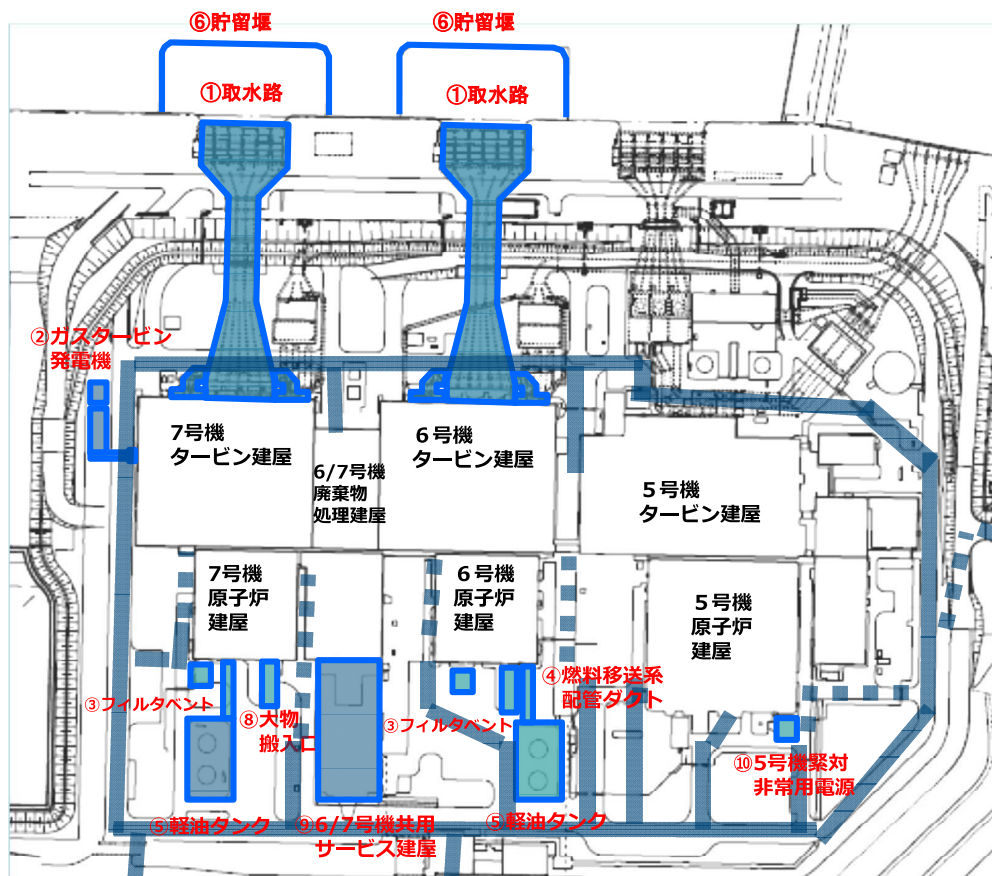 ⑥貯留堰
⑥貯留堰
①取水路
①取水路
②ガスタービン
発電機
7号機
タービン建屋
6/7号機
廃棄物
処理建屋
６号機
タービン建屋
５号機
タービン建屋
7号機
原子炉
建屋
６号機
原子炉
建屋
５号機
原子炉
建屋
③フィルタベント
⑧大物
搬入口
③フィルタベント
④燃料移送系
配管ダクト
⑩5号機緊対
非常用電源
⑤軽油タンク
⑨6/7号機共用
サービス建屋
⑤軽油タンク